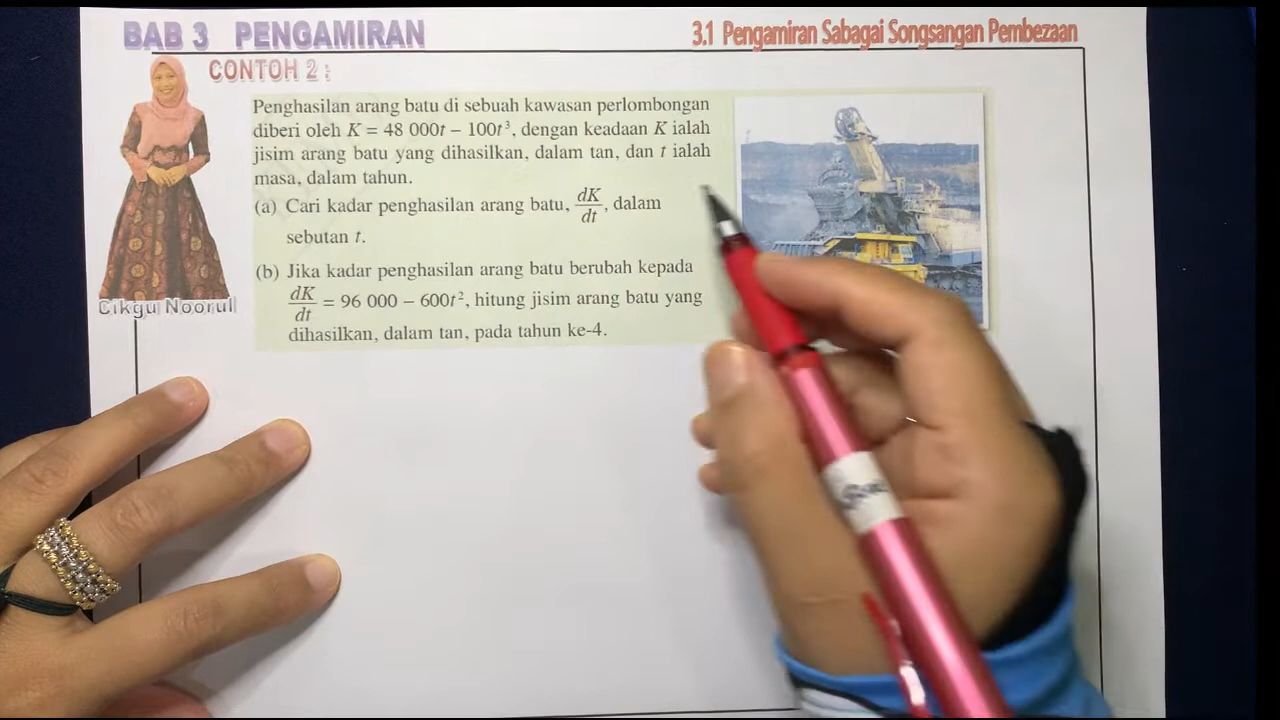 BAB 3 PENGAMIRAN
3.1 Pengamiran Sabagai Songsangan Pembezaan
CONTOH 2 :
Penghasilan arang batu di sebuah kawasan perlombongan
diberi oleh K = 48 000t – 100t³, dengan keadaan K ialah
jisim arang batu yang dihasilkan, dalam tan, dan t ialah
masa, dalam tahun.
(a) Cari kadar penghasilan arang batu, dK/dt, dalam
sebutan t.
(b) Jika kadar penghasilan arang batu berubah kepada
dK/dt = 96 000 – 600t², hitung jisim arang batu yang
dihasilkan, dalam tan, pada tahun ke-4.
Cikgu Noorul